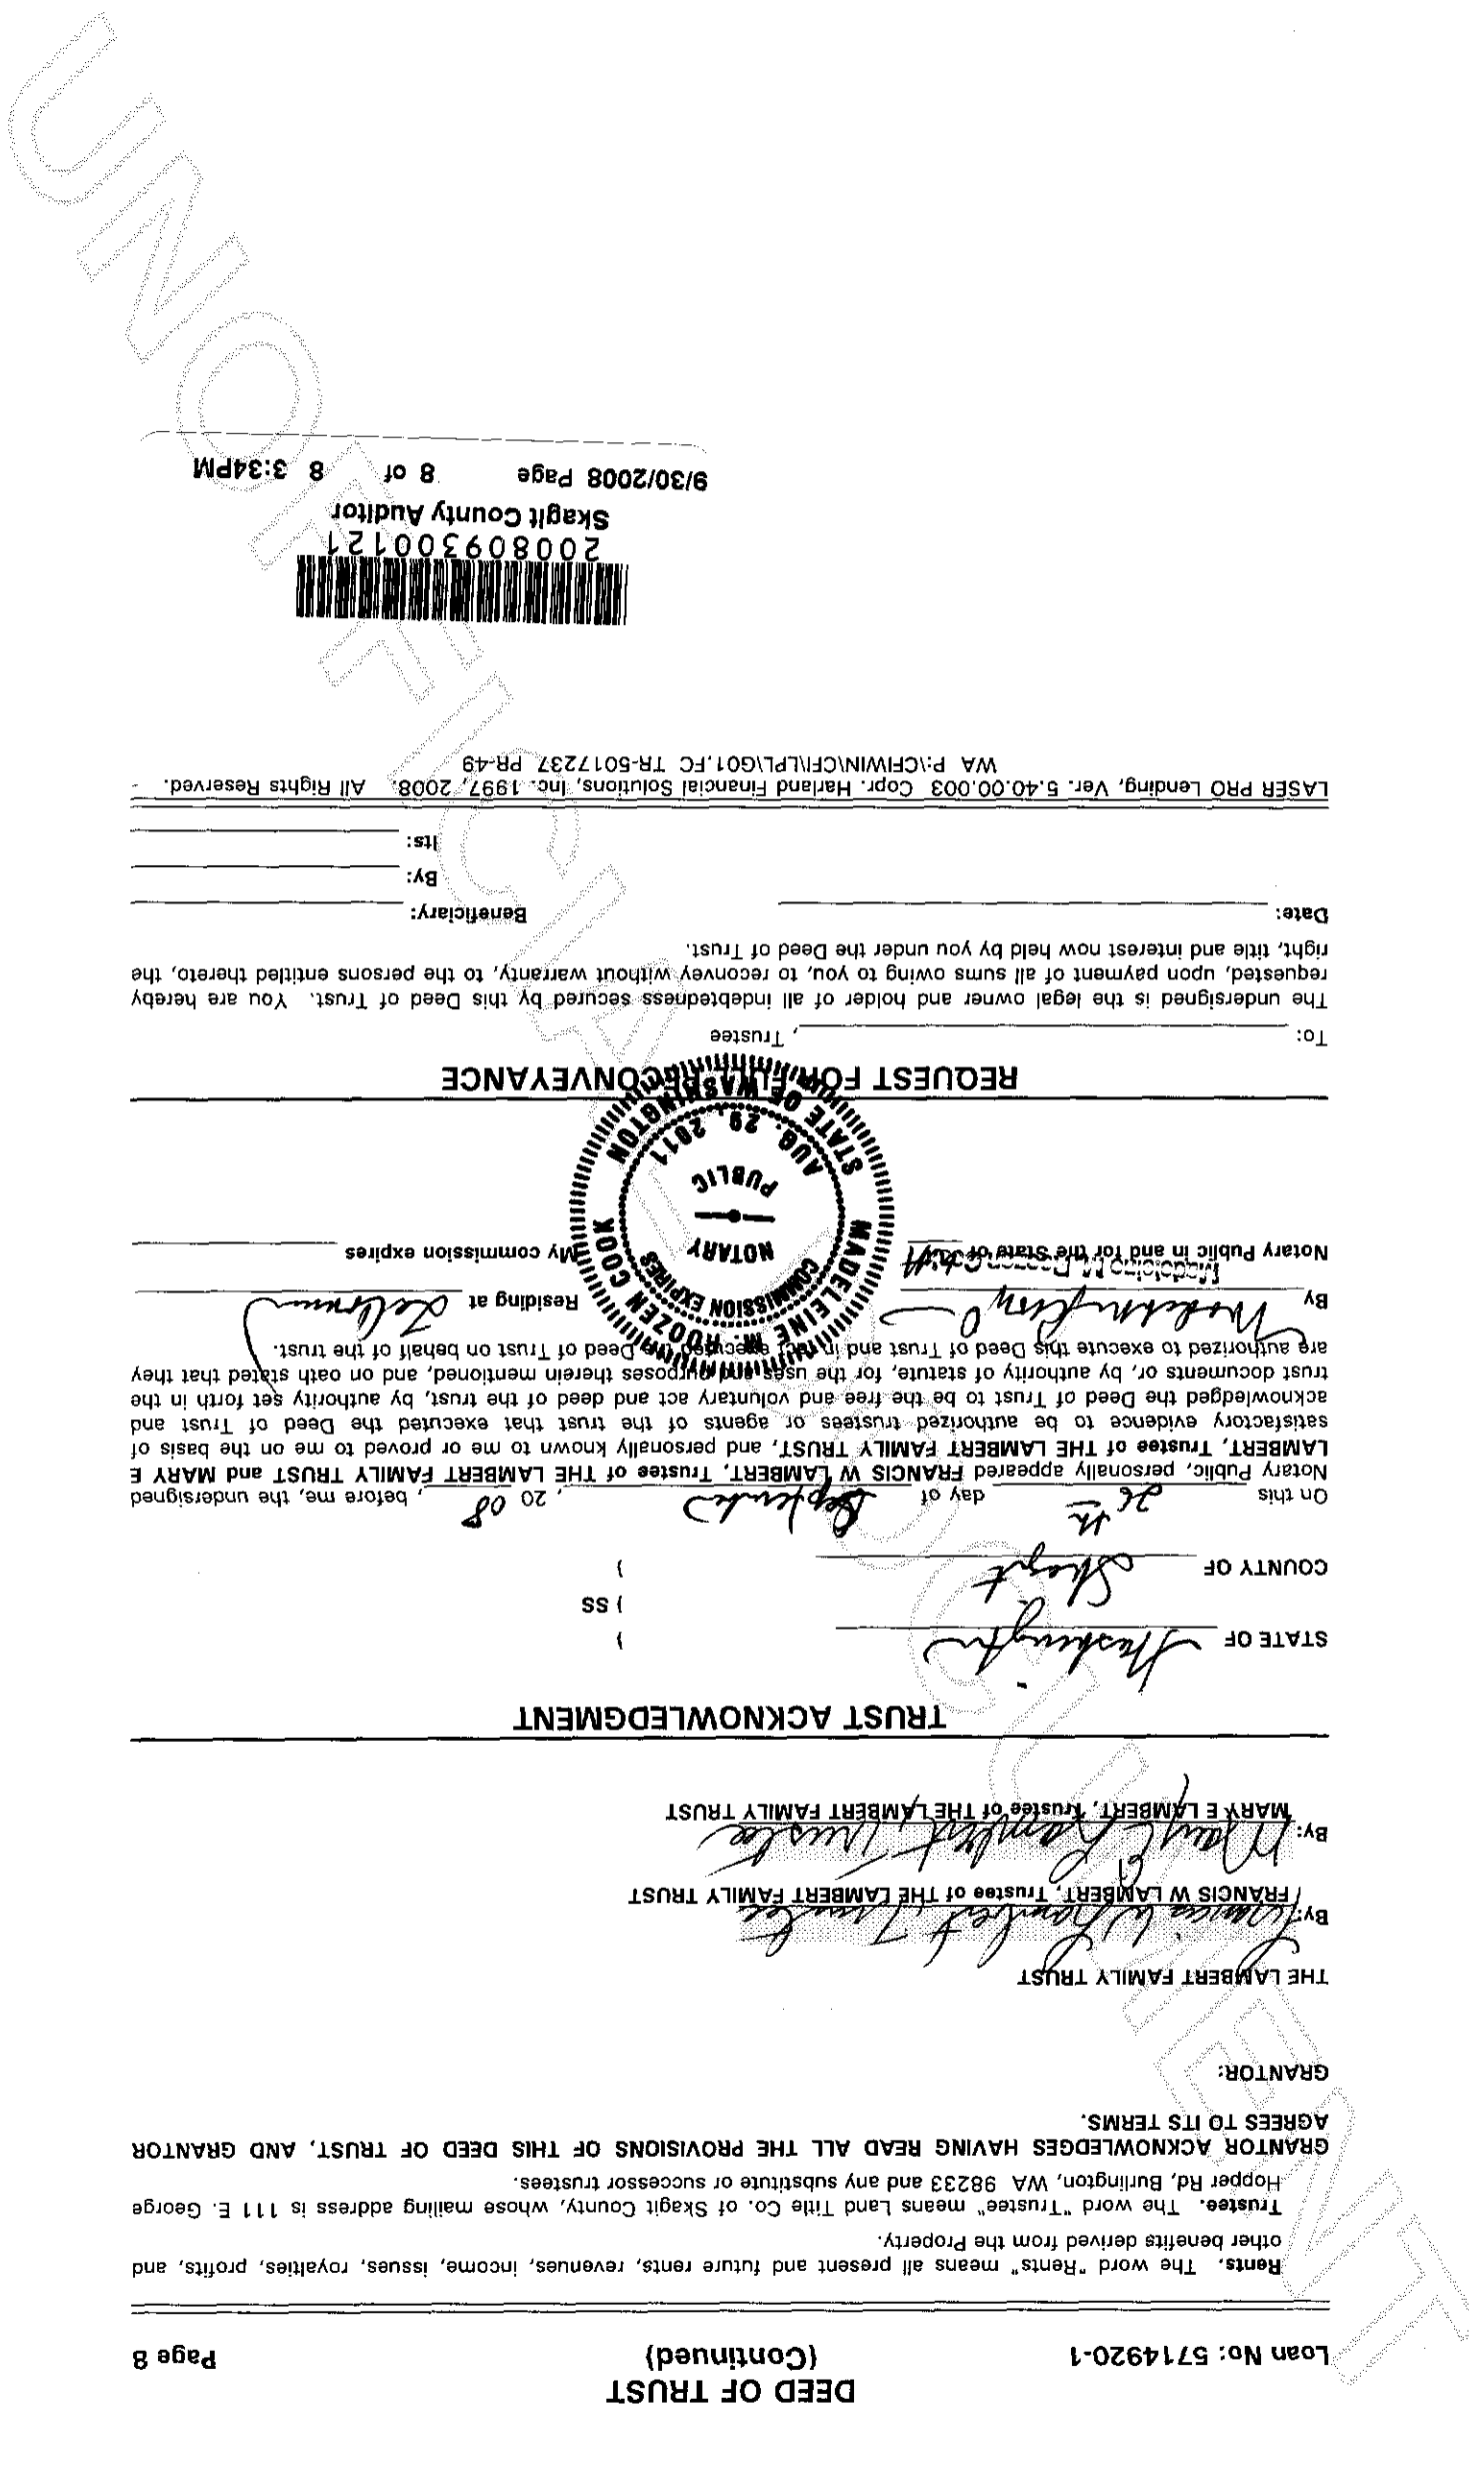 DEED OF TRUST
Loan No: 5714920-1 (Continued) Page 8
Rents. The word "Rents" means all present and future rents, revenues, income, issues, royalties, profits, and
other benefits derived from the Property.
Trustee. The word "Trustee" means Land Title Co. of Skagit County, whose mailing address is 111 E. George
Hopper Rd, Burlington, WA 98233 and any substitute or successor trustees.
GRANTOR ACKNOWLEDGES HAVING READ ALL THE PROVISIONS OF THIS DEED OF TRUST, AND GRANTOR
AGREES TO ITS TERMS.
GRANTOR:
THE LAMBERT FAMILY TRUST
By: Francis W Lambert, Trustee
FRANCIS W LAMBERT, Trustee of THE LAMBERT FAMILY TRUST
By: Mary E Lambert, Trustee
MARY E LAMBERT, Trustee of THE LAMBERT FAMILY TRUST
TRUST ACKNOWLEDGMENT
STATE OF Washington )
) SS
COUNTY OF Skagit )
On this 26th day of September, 20 08, before me, the undersigned
Notary Public, personally appeared FRANCIS W LAMBERT, Trustee of THE LAMBERT FAMILY TRUST and MARY E
LAMBERT, Trustee of THE LAMBERT FAMILY TRUST, and personally known to me or proved to me on the basis of
satisfactory evidence to be authorized trustees or agents of the trust that executed the Deed of Trust and
acknowledged the Deed of Trust to be the free and voluntary act and deed of the trust, by authority set forth in the
trust documents or, by authority of statute, for the uses and purposes therein mentioned, and on oath stated that they
are authorized to execute this Deed of Trust and in fact executed the Deed of Trust on behalf of the trust.
By Residing at
Madeleine M. Roozen Cook
Notary Public in and for the State of My commission expires
MADELEINE M. ROOZEN COOK
COMMISSION EXPIRES
NOTARY
PUBLIC
AUG. 29, 2011
STATE OF WASHINGTON
REQUEST FOR FULL RECONVEYANCE
To: , Trustee
The undersigned is the legal owner and holder of all indebtedness secured by this Deed of Trust. You are hereby
requested, upon payment of all sums owing to you, to reconvey without warranty, to the persons entitled thereto, the
right, title and interest now held by you under the Deed of Trust.
Date: Beneficiary:
By:
Its:
LASER PRO Lending, Ver. 5.40.00.003 Copr. Harland Financial Solutions, Inc. 1997, 2008. All Rights Reserved. -
WA P:\CFIWIN\CFI\LPL\G01.FC TR-5017237 PR-49
200809300121
Skagit County Auditor
9/30/2008 Page 8 of 8 3:34PM
UNOFFICIAL DOCUMENT